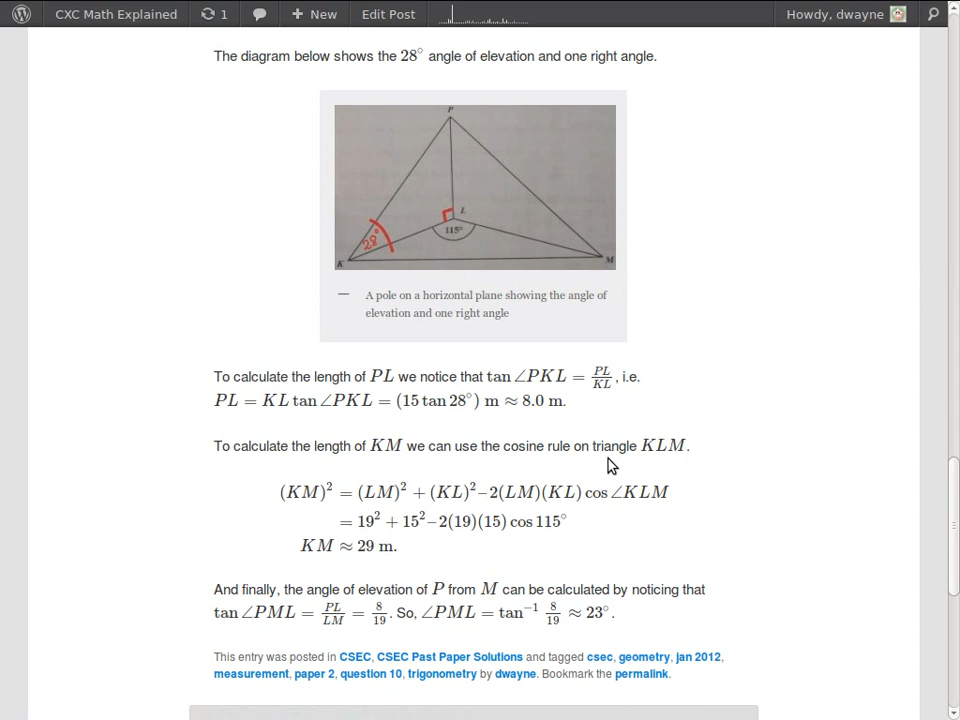 CXC Math Explained 1 + New Edit Post Howdy, dwayne
The diagram below shows the 28° angle of elevation and one right angle.
P
L
28°
115°
K
M
— A pole on a horizontal plane showing the angle of
elevation and one right angle
To calculate the length of PL we notice that tan ∠PKL = PL/KL, i.e.
PL = KL tan ∠PKL = (15 tan 28°) m ≈ 8.0 m.
To calculate the length of KM we can use the cosine rule on triangle KLM.
(KM)² = (LM)² + (KL)² – 2(LM)(KL) cos ∠KLM
= 19² + 15² – 2(19)(15) cos 115°
KM ≈ 29 m.
And finally, the angle of elevation of P from M can be calculated by noticing that
tan ∠PML = PL/LM = 8/19. So, ∠PML = tan⁻¹ 8/19 ≈ 23°.
This entry was posted in CSEC, CSEC Past Paper Solutions and tagged csec, geometry, jan 2012,
measurement, paper 2, question 10, trigonometry by dwayne. Bookmark the permalink.